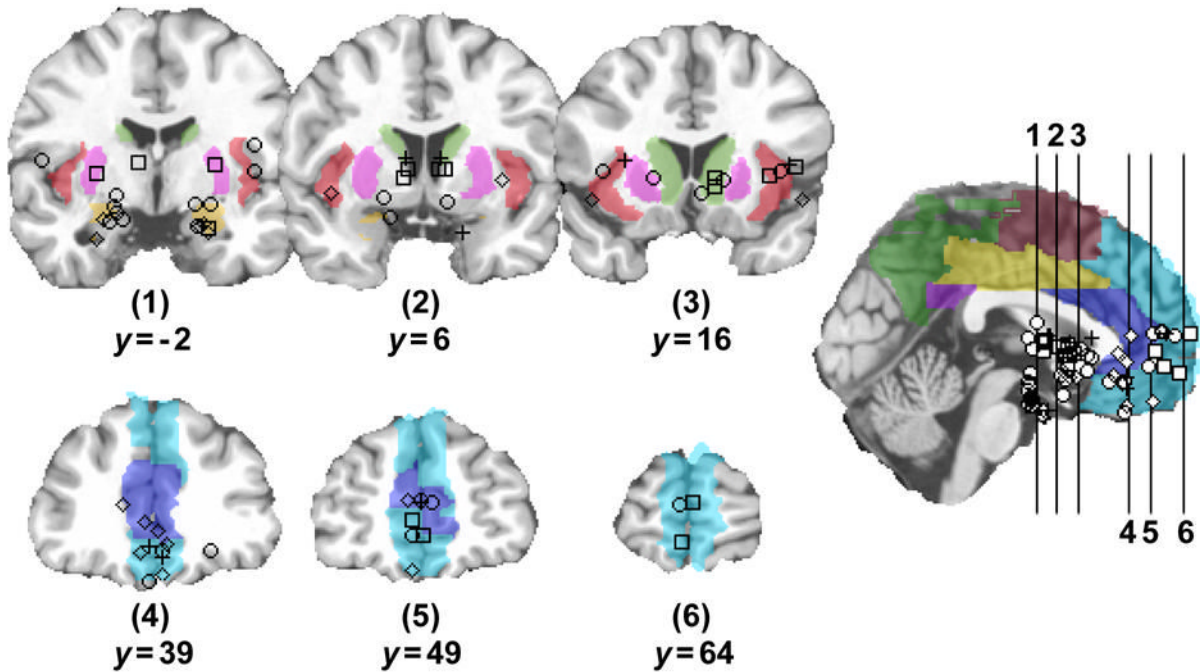 1 2 3
(1) (2) (3)
y = -2 y = 6 y = 16
4 5 6
(4) (5) (6)
y = 39 y = 49 y = 64